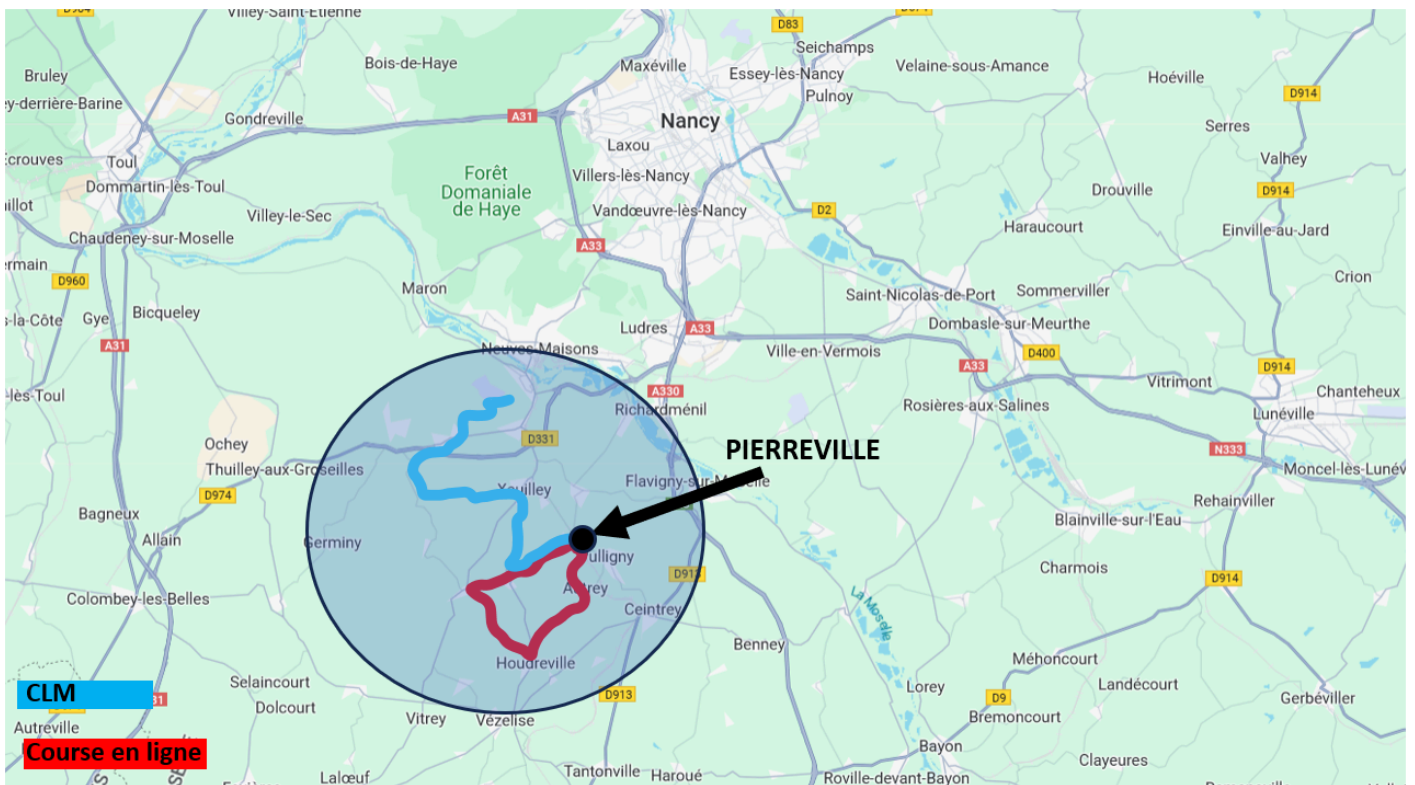 Villey-Saint-Etienne
D83
Seichamps
Maxéville
Bois-de-Haye
Essey-lès-Nancy
Velaine-sous-Amance
Bruley
Hoéville
Pulnoy
D914
ey-derrière-Barine
Gondreville
A31
Nancy
Serres
Laxou
Écrouves
Toul
Valhey
Forêt
Domaniale
de Haye
Villers-lès-Nancy
Dommartin-lès-Toul
Drouville
D914
Villey-le-Sec
Vandœuvre-lès-Nancy
D2
Haraucourt
Einville-au-Jard
Chaudeney-sur-Moselle
A33
D960
Crion
Maron
Saint-Nicolas-de-Port
Sommerviller
Gye
Bicqueley
s-la-Côte
Ludres
A33
Dombasle-sur-Meurthe
A31
Neuves-Maisons
Ville-en-Vermois
D400
A33
D914
Vitrimont
Chanteheux
-lès-Toul
A330
Richardménil
Rosières-aux-Salines
Lunéville
Ochey
D331
PIERREVILLE
N333
Thuilley-aux-Groseilles
Moncel-lès-Lunév
Xeuilley
Flavigny-sur-Moselle
D974
Rehainviller
Bagneux
Blainville-sur-l'Eau
Allain
Germiny
ulligny
Charmois
D913
D914
Autrey
Colombey-les-Belles
Ceintrey
La Moselle
Benney
Houdreville
Méhoncourt
Selaincourt
Lorey
Landécourt
CLM
D913
D9
Gerbéviller
31
Dolcourt
Vitrey
Vézelise
Bremoncourt
Autreville
Bayon
Course en ligne
Clayeures
Lalœuf
Tantonville
Haroué
Roville-devant-Bayon